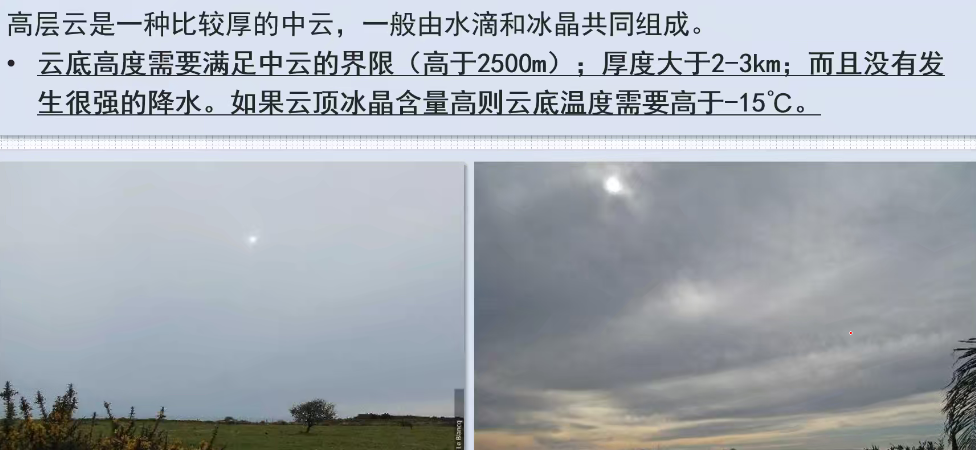 高层云是一种比较厚的中云，一般由水滴和冰晶共同组成。
• 云底高度需要满足中云的界限（高于2500m）；厚度大于2-3km；而且没有发
生很强的降水。如果云顶冰晶含量高则云底温度需要高于-15℃。